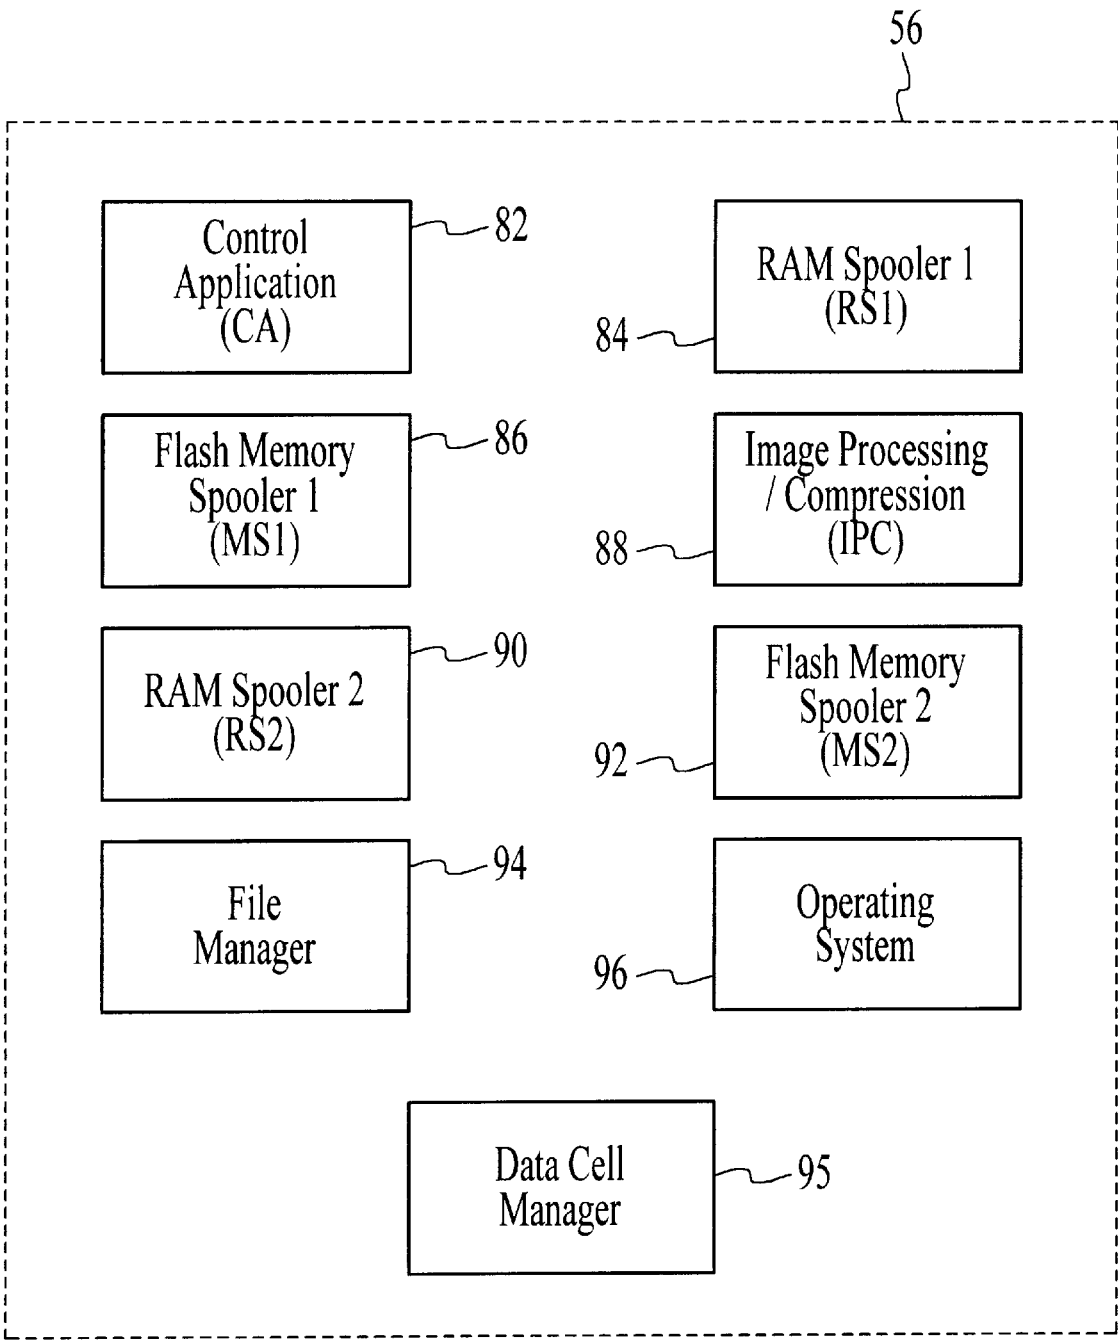 56
Control
Application
(CA)
82
RAM Spooler 1
(RS1)
84
Flash Memory
Spooler 1
(MS1)
86
Image Processing
/ Compression
(IPC)
88
RAM Spooler 2
(RS2)
90
Flash Memory
Spooler 2
(MS2)
92
File
Manager
94
Operating
System
96
Data Cell
Manager
95